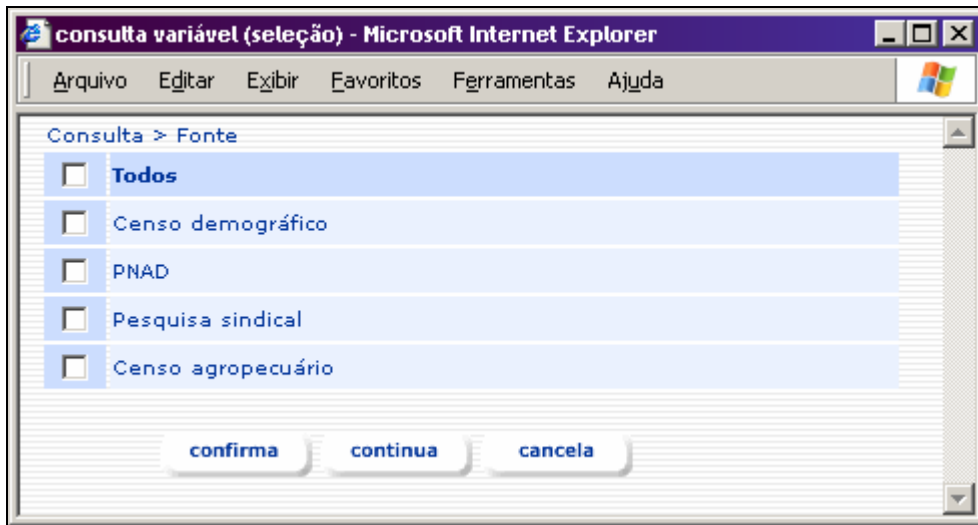 consulta variável (seleção) - Microsoft Internet Explorer
Arquivo Editar Exibir Favoritos Ferramentas Ajuda
Consulta > Fonte
Todos
Censo demográfico
PNAD
Pesquisa sindical
Censo agropecuário
confirma continua cancela